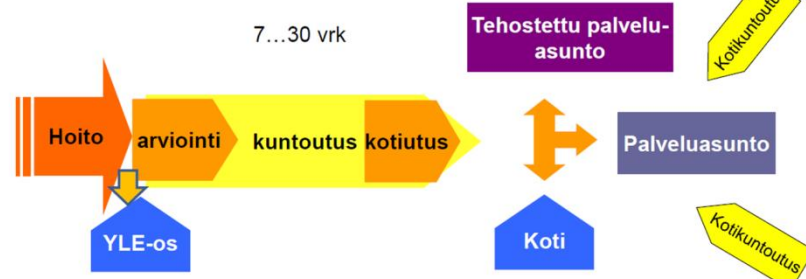 7...30 vrk
Tehostettu palvelu-
asunto
Kotikuntoutus
Hoito
arviointi
kuntoutus
kotiutus
Palveluasunto
YLE-os
Koti
Kotikuntoutus